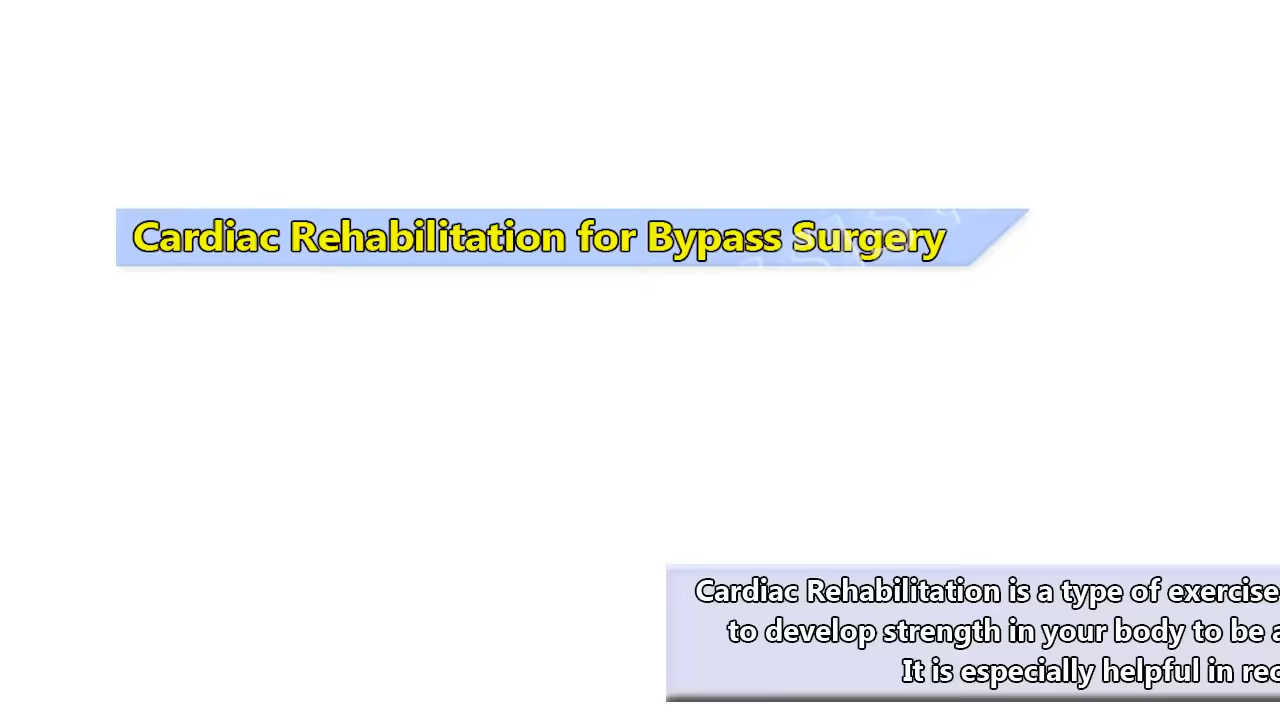 Cardiac Rehabilitation for Bypass Surgery
Cardiac Rehabilitation is a type of exercise
to develop strength in your body to be
It is especially helpful in